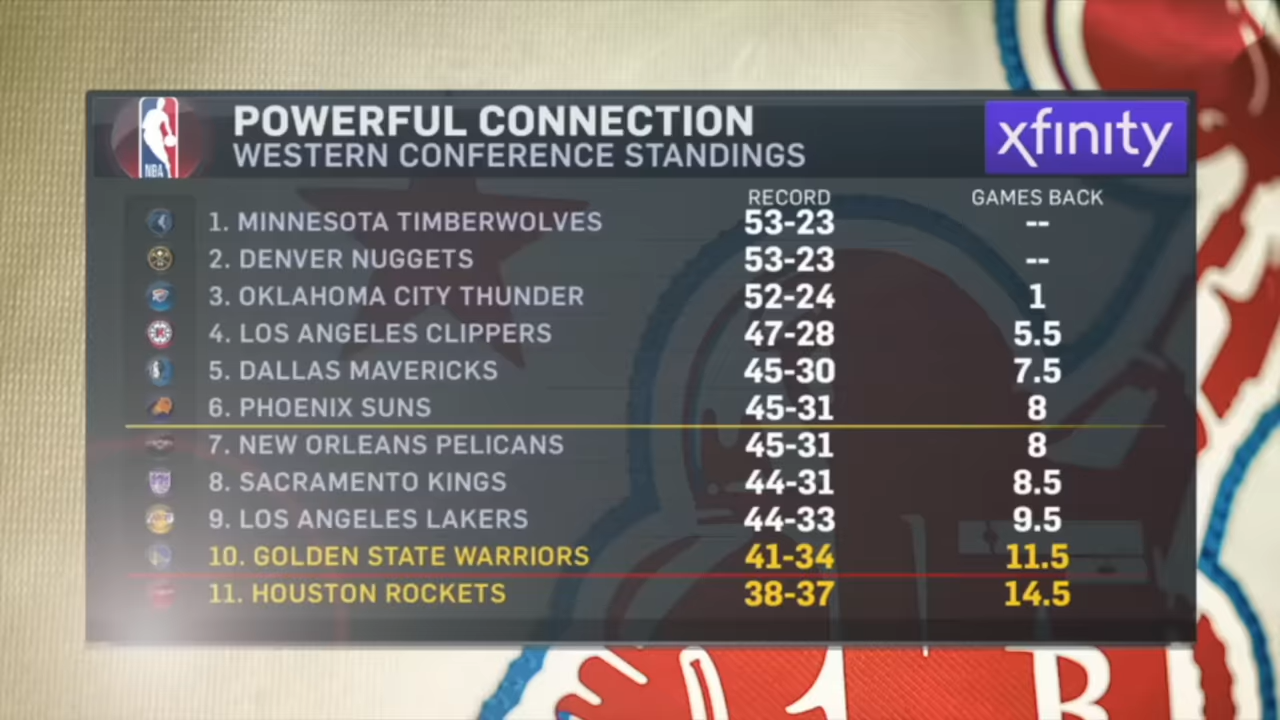 NBA
POWERFUL CONNECTION
WESTERN CONFERENCE STANDINGS
xfinity
RECORD GAMES BACK
1. MINNESOTA TIMBERWOLVES 53-23 --
2. DENVER NUGGETS 53-23 --
3. OKLAHOMA CITY THUNDER 52-24 1
4. LOS ANGELES CLIPPERS 47-28 5.5
5. DALLAS MAVERICKS 45-30 7.5
6. PHOENIX SUNS 45-31 8
7. NEW ORLEANS PELICANS 45-31 8
8. SACRAMENTO KINGS 44-31 8.5
9. LOS ANGELES LAKERS 44-33 9.5
10. GOLDEN STATE WARRIORS 41-34 11.5
11. HOUSTON ROCKETS 38-37 14.5